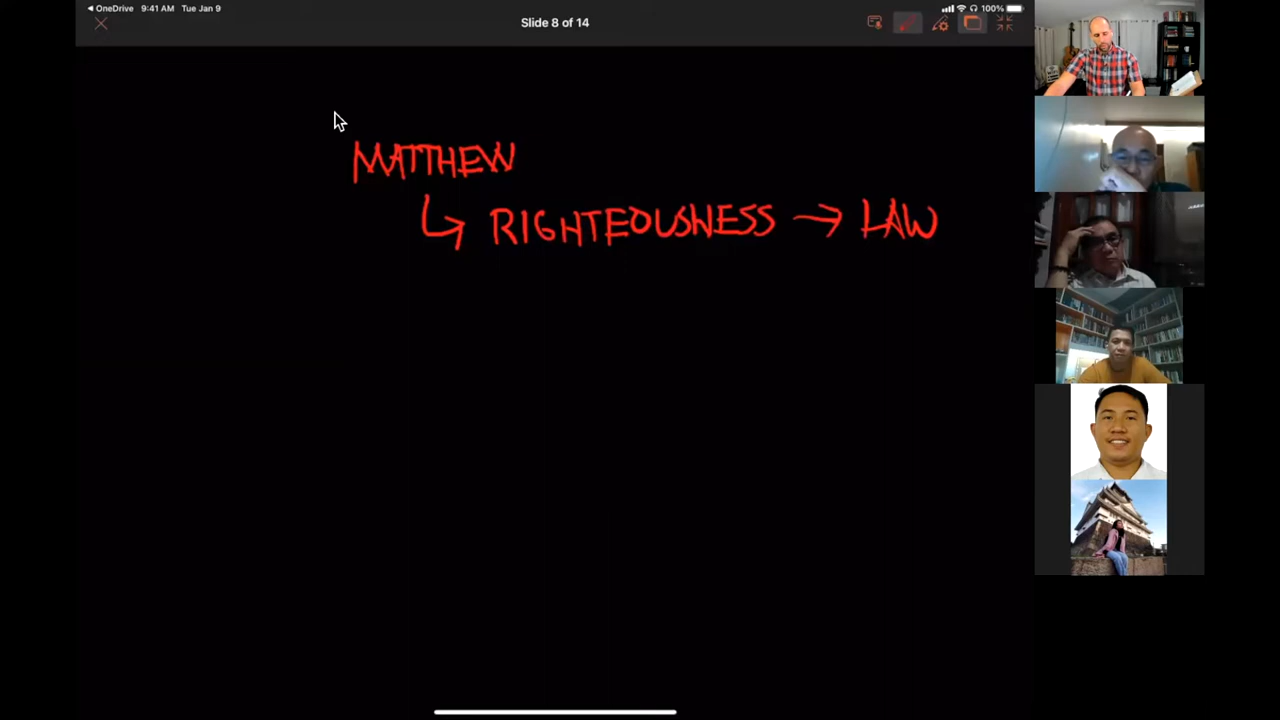 OneDrive 9:41 AM Tue Jan 9 100%
Slide 8 of 14
MATTHEW
RIGHTEOUSNESS → LAW